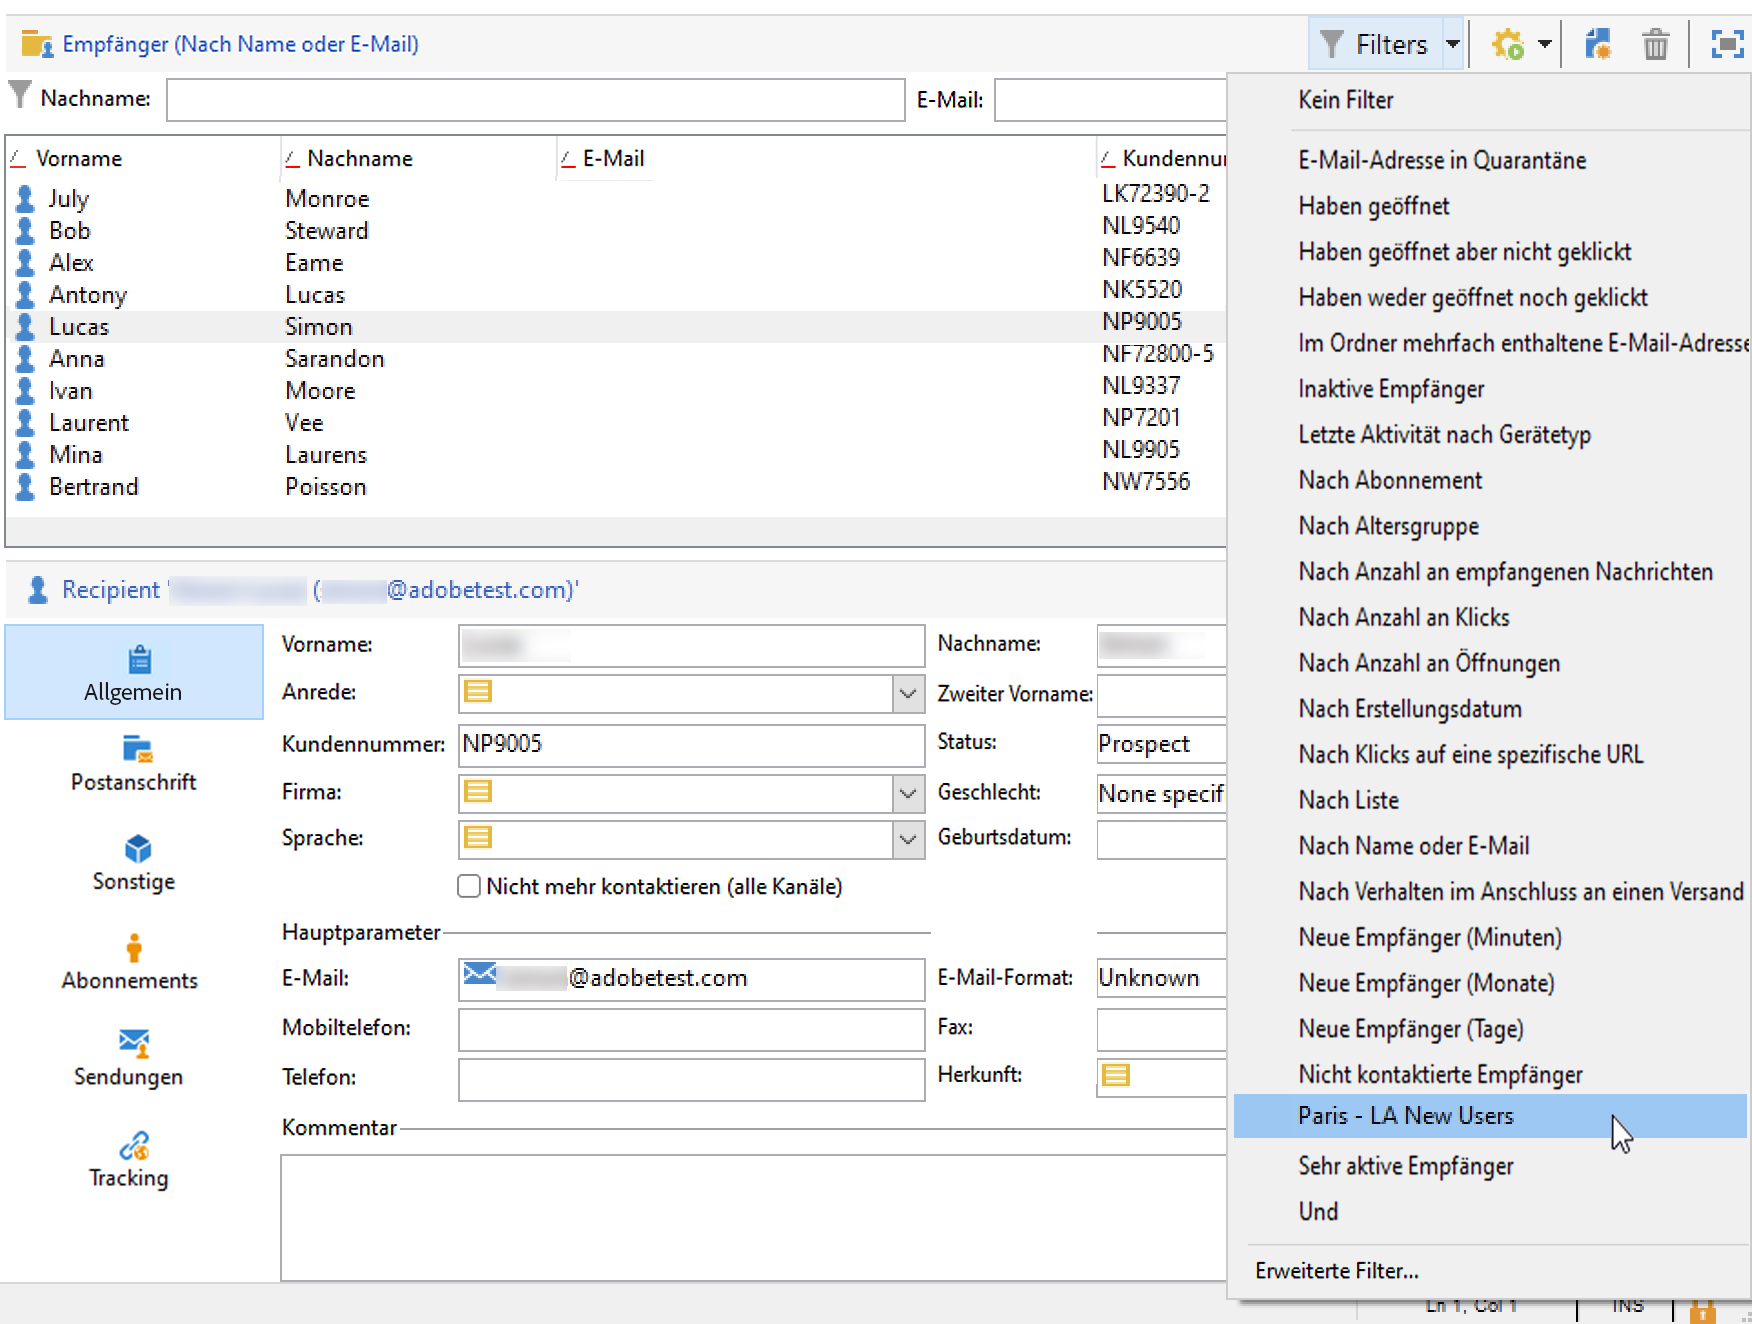 Empfänger (Nach Name oder E-Mail)
Filters
Nachname:
E-Mail:
Vorname Nachname E-Mail Kundennu
July Monroe LK72390-2
Bob Steward NL9540
Alex Eame NF6639
Antony Lucas NK5520
Lucas Simon NP9005
Anna Sarandon NF72800-5
Ivan Moore NL9337
Laurent Vee NP7201
Mina Laurens NL9905
Bertrand Poisson NW7556
Recipient ' ( @adobetest.com)'
Allgemein
Postanschrift
Sonstige
Abonnements
Sendungen
Tracking
Vorname: Nachname:
Anrede: Zweiter Vorname:
Kundennummer: NP9005 Status: Prospect
Firma: Geschlecht: None specif
Sprache: Geburtsdatum:
Nicht mehr kontaktieren (alle Kanäle)
Hauptparameter
E-Mail: @adobetest.com E-Mail-Format: Unknown
Mobiltelefon: Fax:
Telefon: Herkunft:
Kommentar
Kein Filter
E-Mail-Adresse in Quarantäne
Haben geöffnet
Haben geöffnet aber nicht geklickt
Haben weder geöffnet noch geklickt
Im Ordner mehrfach enthaltene E-Mail-Adresse
Inaktive Empfänger
Letzte Aktivität nach Gerätetyp
Nach Abonnement
Nach Altersgruppe
Nach Anzahl an empfangenen Nachrichten
Nach Anzahl an Klicks
Nach Anzahl an Öffnungen
Nach Erstellungsdatum
Nach Klicks auf eine spezifische URL
Nach Liste
Nach Name oder E-Mail
Nach Verhalten im Anschluss an einen Versand
Neue Empfänger (Minuten)
Neue Empfänger (Monate)
Neue Empfänger (Tage)
Nicht kontaktierte Empfänger
Paris - LA New Users
Sehr aktive Empfänger
Und
Erweiterte Filter...
Ln 1, Col 1 INS